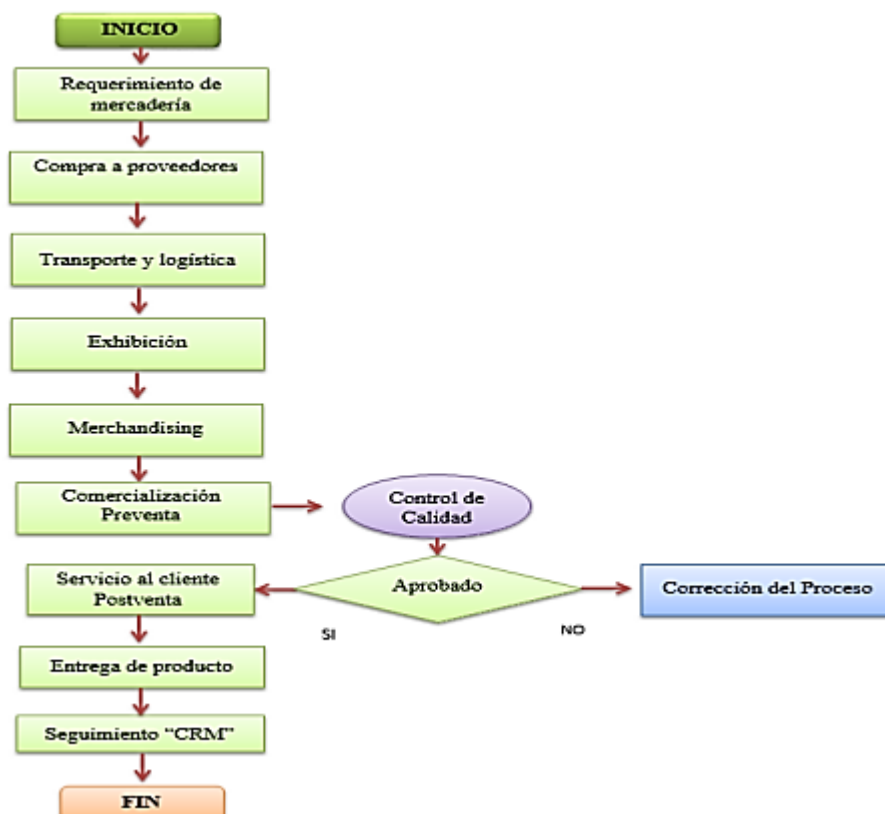 INICIO
Requerimiento de
mercadería
Compra a proveedores
Transporte y logística
Exhibición
Merchandising
Comercialización
Preventa
Control de
Calidad
Aprobado
SI
NO
Corrección del Proceso
Servicio al cliente
Postventa
Entrega de producto
Seguimiento “CRM”
FIN